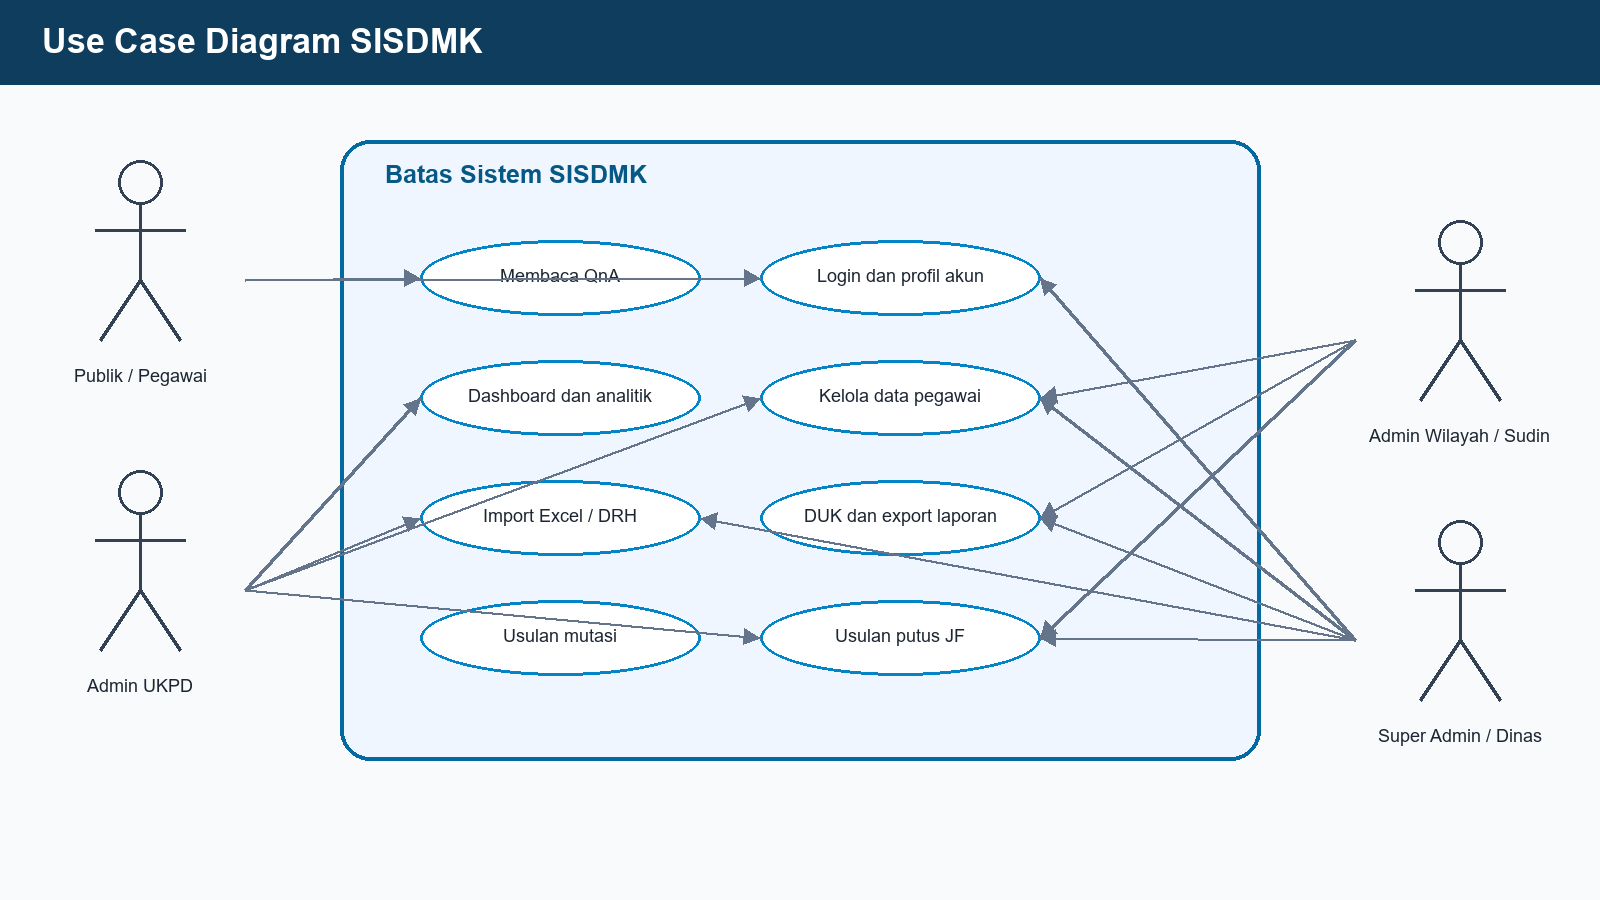 Use Case Diagram SISDMK
Batas Sistem SISDMK
Membaca QnA
Login dan profil akun
Publik / Pegawai
Dashboard dan analitik
Kelola data pegawai
Admin Wilayah / Sudin
Import Excel / DRH
DUK dan export laporan
Usulan mutasi
Usulan putus JF
Admin UKPD
Super Admin / Dinas